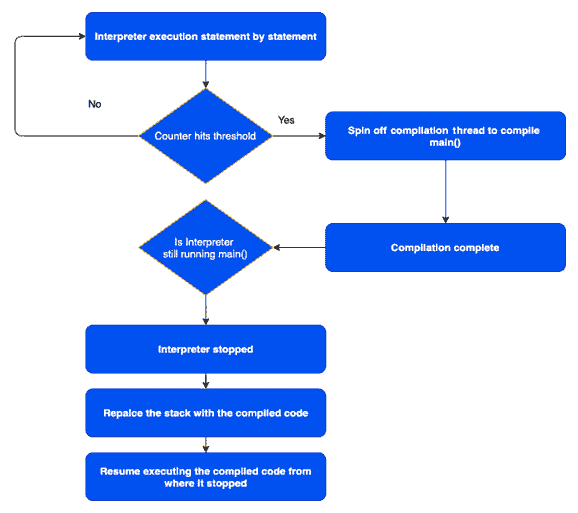 Interpreter execution statement by statement
No
Counter hits threshold
Yes
Spin off compilation thread to compile
main()
Is Interpreter
still running main()
Compilation complete
Interpreter stopped
Repalce the stack with the compiled code
Resume executing the compiled code from
where it stopped